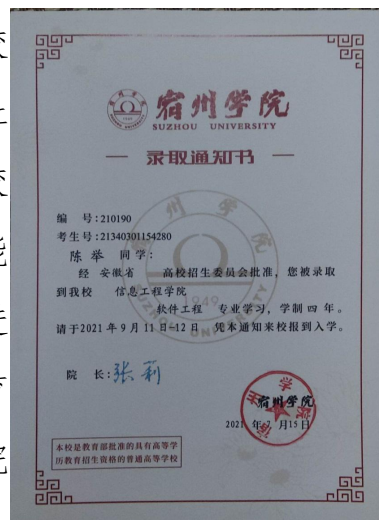 宿州学院
SUZHOU UNIVERSITY
录取通知书
编 号:210190
考生号:21340301154280
陈举 同学:
经 安徽省 高校招生委员会批准,您被录取
到我校 信息工程学院
软件工程 专业学习,学制 四 年。
请于2021年9月11日-12日 凭本通知来校报到入学。
院 长:张莉
宿州学院
2021年7月15日
本校是教育部批准的具有高等学
历教育招生资格的普通高等学校